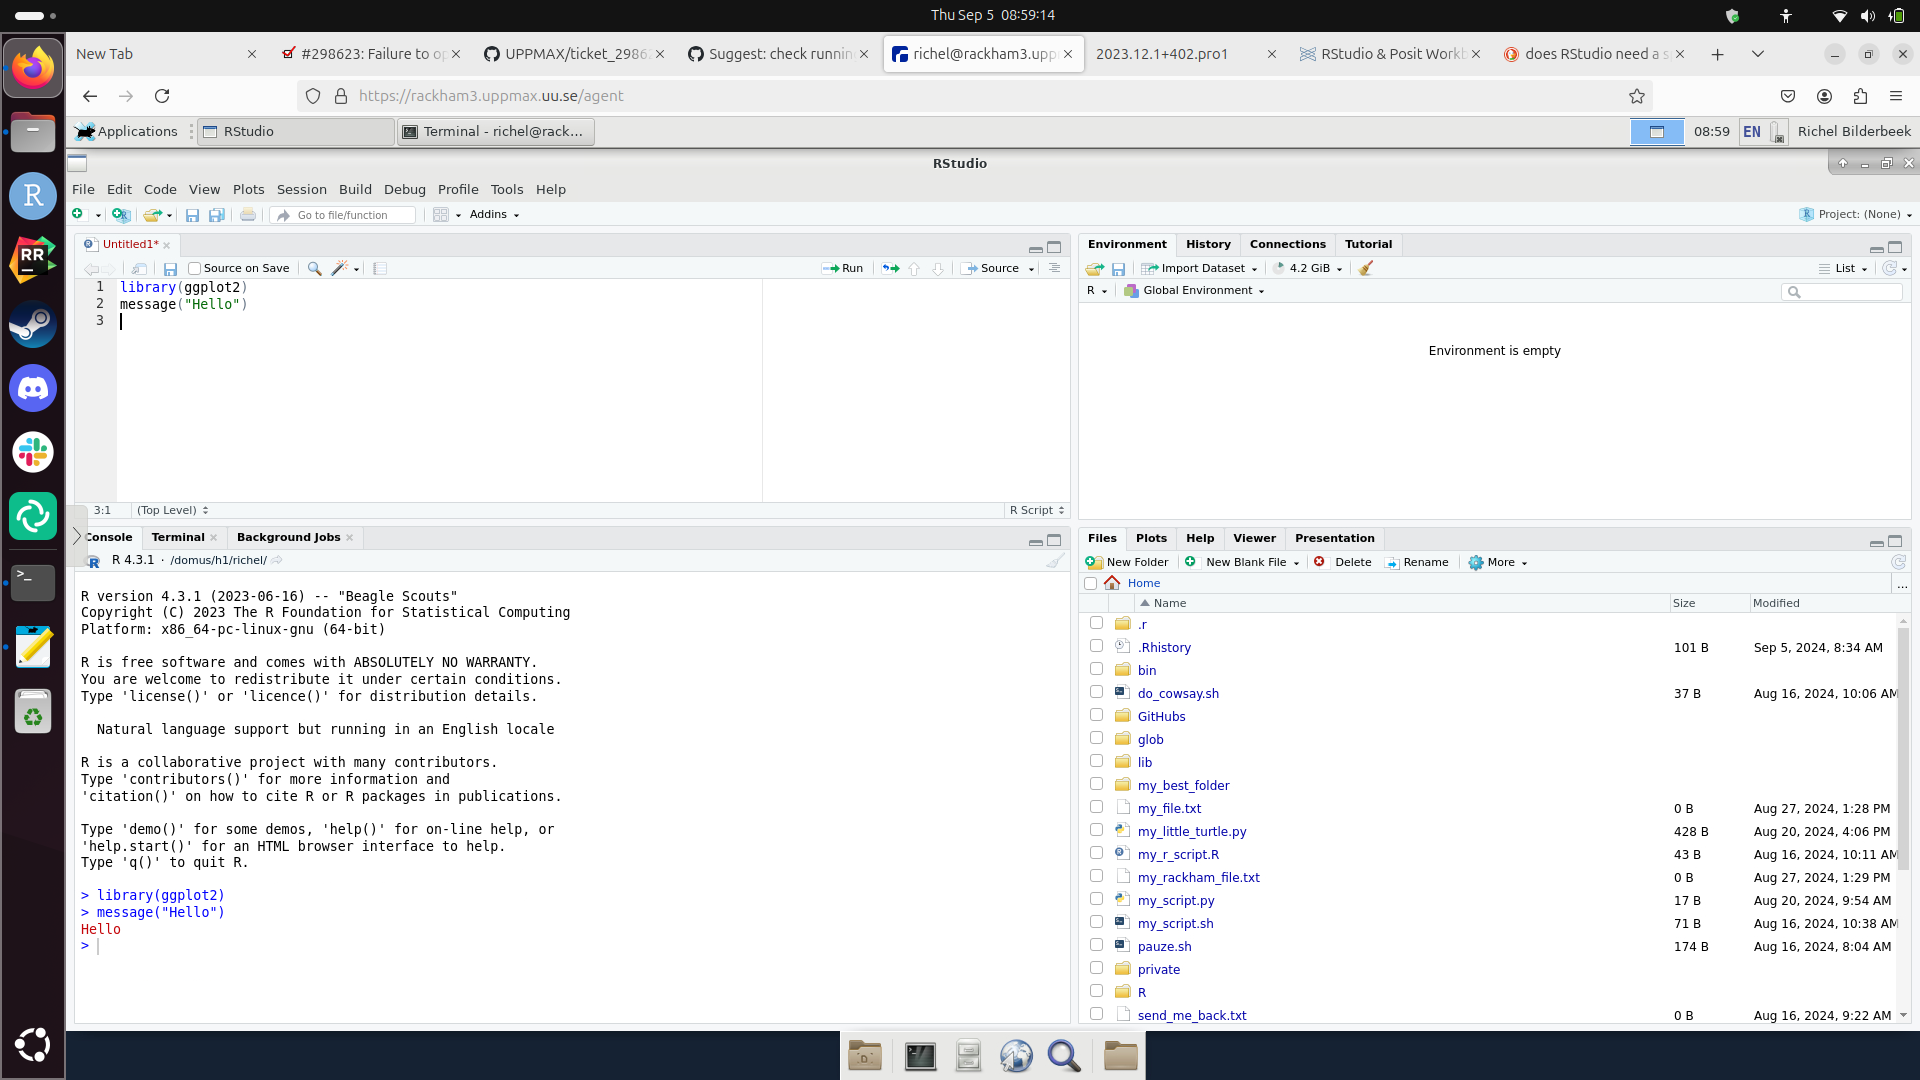 Thu Sep 5  08:59:14
New Tab
#298623: Failure to op
UPPMAX/ticket_2986
Suggest: check running
richel@rackham3.upp
2023.12.1+402.pro1
RStudio & Posit Workb
does RStudio need a s
https://rackham3.uppmax.uu.se/agent
Applications
RStudio
Terminal - richel@rack...
08:59
EN
Richel Bilderbeek
RStudio
File Edit Code View Plots Session Build Debug Profile Tools Help
Go to file/function
Addins
Project: (None)
Untitled1*
Source on Save
Run
Source
1 library(ggplot2)
2 message("Hello")
3
3:1
(Top Level)
R Script
Console
Terminal
Background Jobs
R 4.3.1 · /domus/h1/richel/
R version 4.3.1 (2023-06-16) -- "Beagle Scouts"
Copyright (C) 2023 The R Foundation for Statistical Computing
Platform: x86_64-pc-linux-gnu (64-bit)
R is free software and comes with ABSOLUTELY NO WARRANTY.
You are welcome to redistribute it under certain conditions.
Type 'license()' or 'licence()' for distribution details.
Natural language support but running in an English locale
R is a collaborative project with many contributors.
Type 'contributors()' for more information and
'citation()' on how to cite R or R packages in publications.
Type 'demo()' for some demos, 'help()' for on-line help, or
'help.start()' for an HTML browser interface to help.
Type 'q()' to quit R.
> library(ggplot2)
> message("Hello")
Hello
>
Environment
History
Connections
Tutorial
Import Dataset
4.2 GiB
List
R
Global Environment
Environment is empty
Files
Plots
Help
Viewer
Presentation
New Folder
New Blank File
Delete
Rename
More
Home
...
Name Size Modified
.r
.Rhistory 101 B Sep 5, 2024, 8:34 AM
bin
do_cowsay.sh 37 B Aug 16, 2024, 10:06 AM
GitHubs
glob
lib
my_best_folder
my_file.txt 0 B Aug 27, 2024, 1:28 PM
my_little_turtle.py 428 B Aug 20, 2024, 4:06 PM
my_r_script.R 43 B Aug 16, 2024, 10:11 AM
my_rackham_file.txt 0 B Aug 27, 2024, 1:29 PM
my_script.py 17 B Aug 20, 2024, 9:54 AM
my_script.sh 71 B Aug 16, 2024, 10:38 AM
pauze.sh 174 B Aug 16, 2024, 8:04 AM
private
R
send_me_back.txt 0 B Aug 16, 2024, 9:22 AM